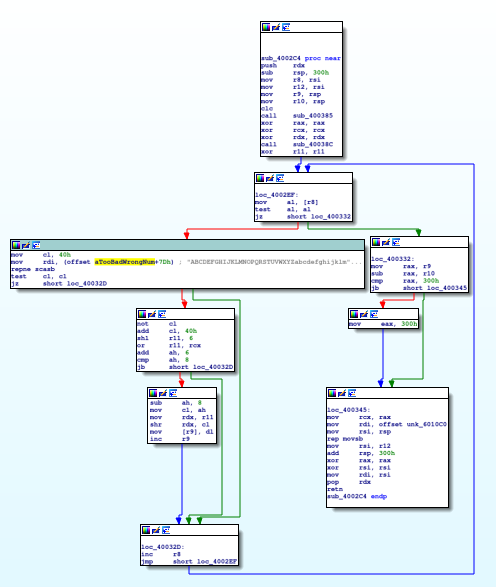 sub_4002C4 proc near
push rdx
sub rsp, 300h
mov r8, rsi
mov r12, rsi
mov r9, rsp
mov r10, rsp
clc
call sub_400385
xor rax, rax
xor rcx, rcx
xor rdx, rdx
call sub_40038C
xor r11, r11
loc_4002EF:
mov al, [r8]
test al, al
jz short loc_400332
mov cl, 40h
mov rdi, (offset aTooBadWrongNum+7Dh) ; "ABCDEFGHIJKLMNOPQRSTUVWXYZabcdefghijklm"...
repne scasb
test cl, cl
jz short loc_40032D
loc_400332:
mov rax, r9
sub rax, r10
cmp rax, 300h
jb short loc_400345
not cl
add cl, 40h
shl r11, 6
or r11, rcx
add ah, 6
cmp ah, 8
jb short loc_40032D
mov eax, 300h
sub ah, 8
mov cl, ah
mov rdx, r11
shr rdx, cl
mov [r9], dl
inc r9
loc_400345:
mov rcx, rax
mov rdi, offset unk_6010C0
mov rsi, rsp
rep movsb
mov rsi, r12
add rsp, 300h
xor rax, rax
xor rsi, rsi
mov rdi, rsi
pop rdx
retn
sub_4002C4 endp
loc_40032D:
inc r8
jmp short loc_4002EF